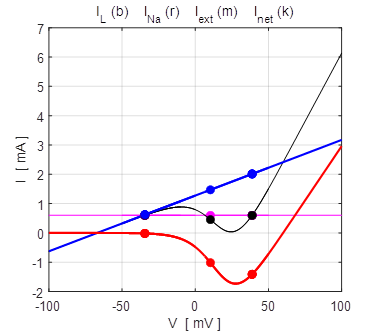 I_L (b) I_Na (r) I_ext (m) I_net (k)
7
6
5
4
3
2
1
0
-1
-2
I [ mA ]
-100 -50 0 50 100
V [ mV ]